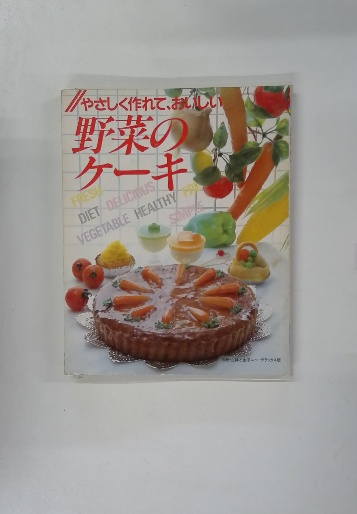 やさしく作れて、おいしい
野菜の
ケーキ
FRESH DELICIOUS
DIET HEALTHY
VEGETABLE SIMPLE